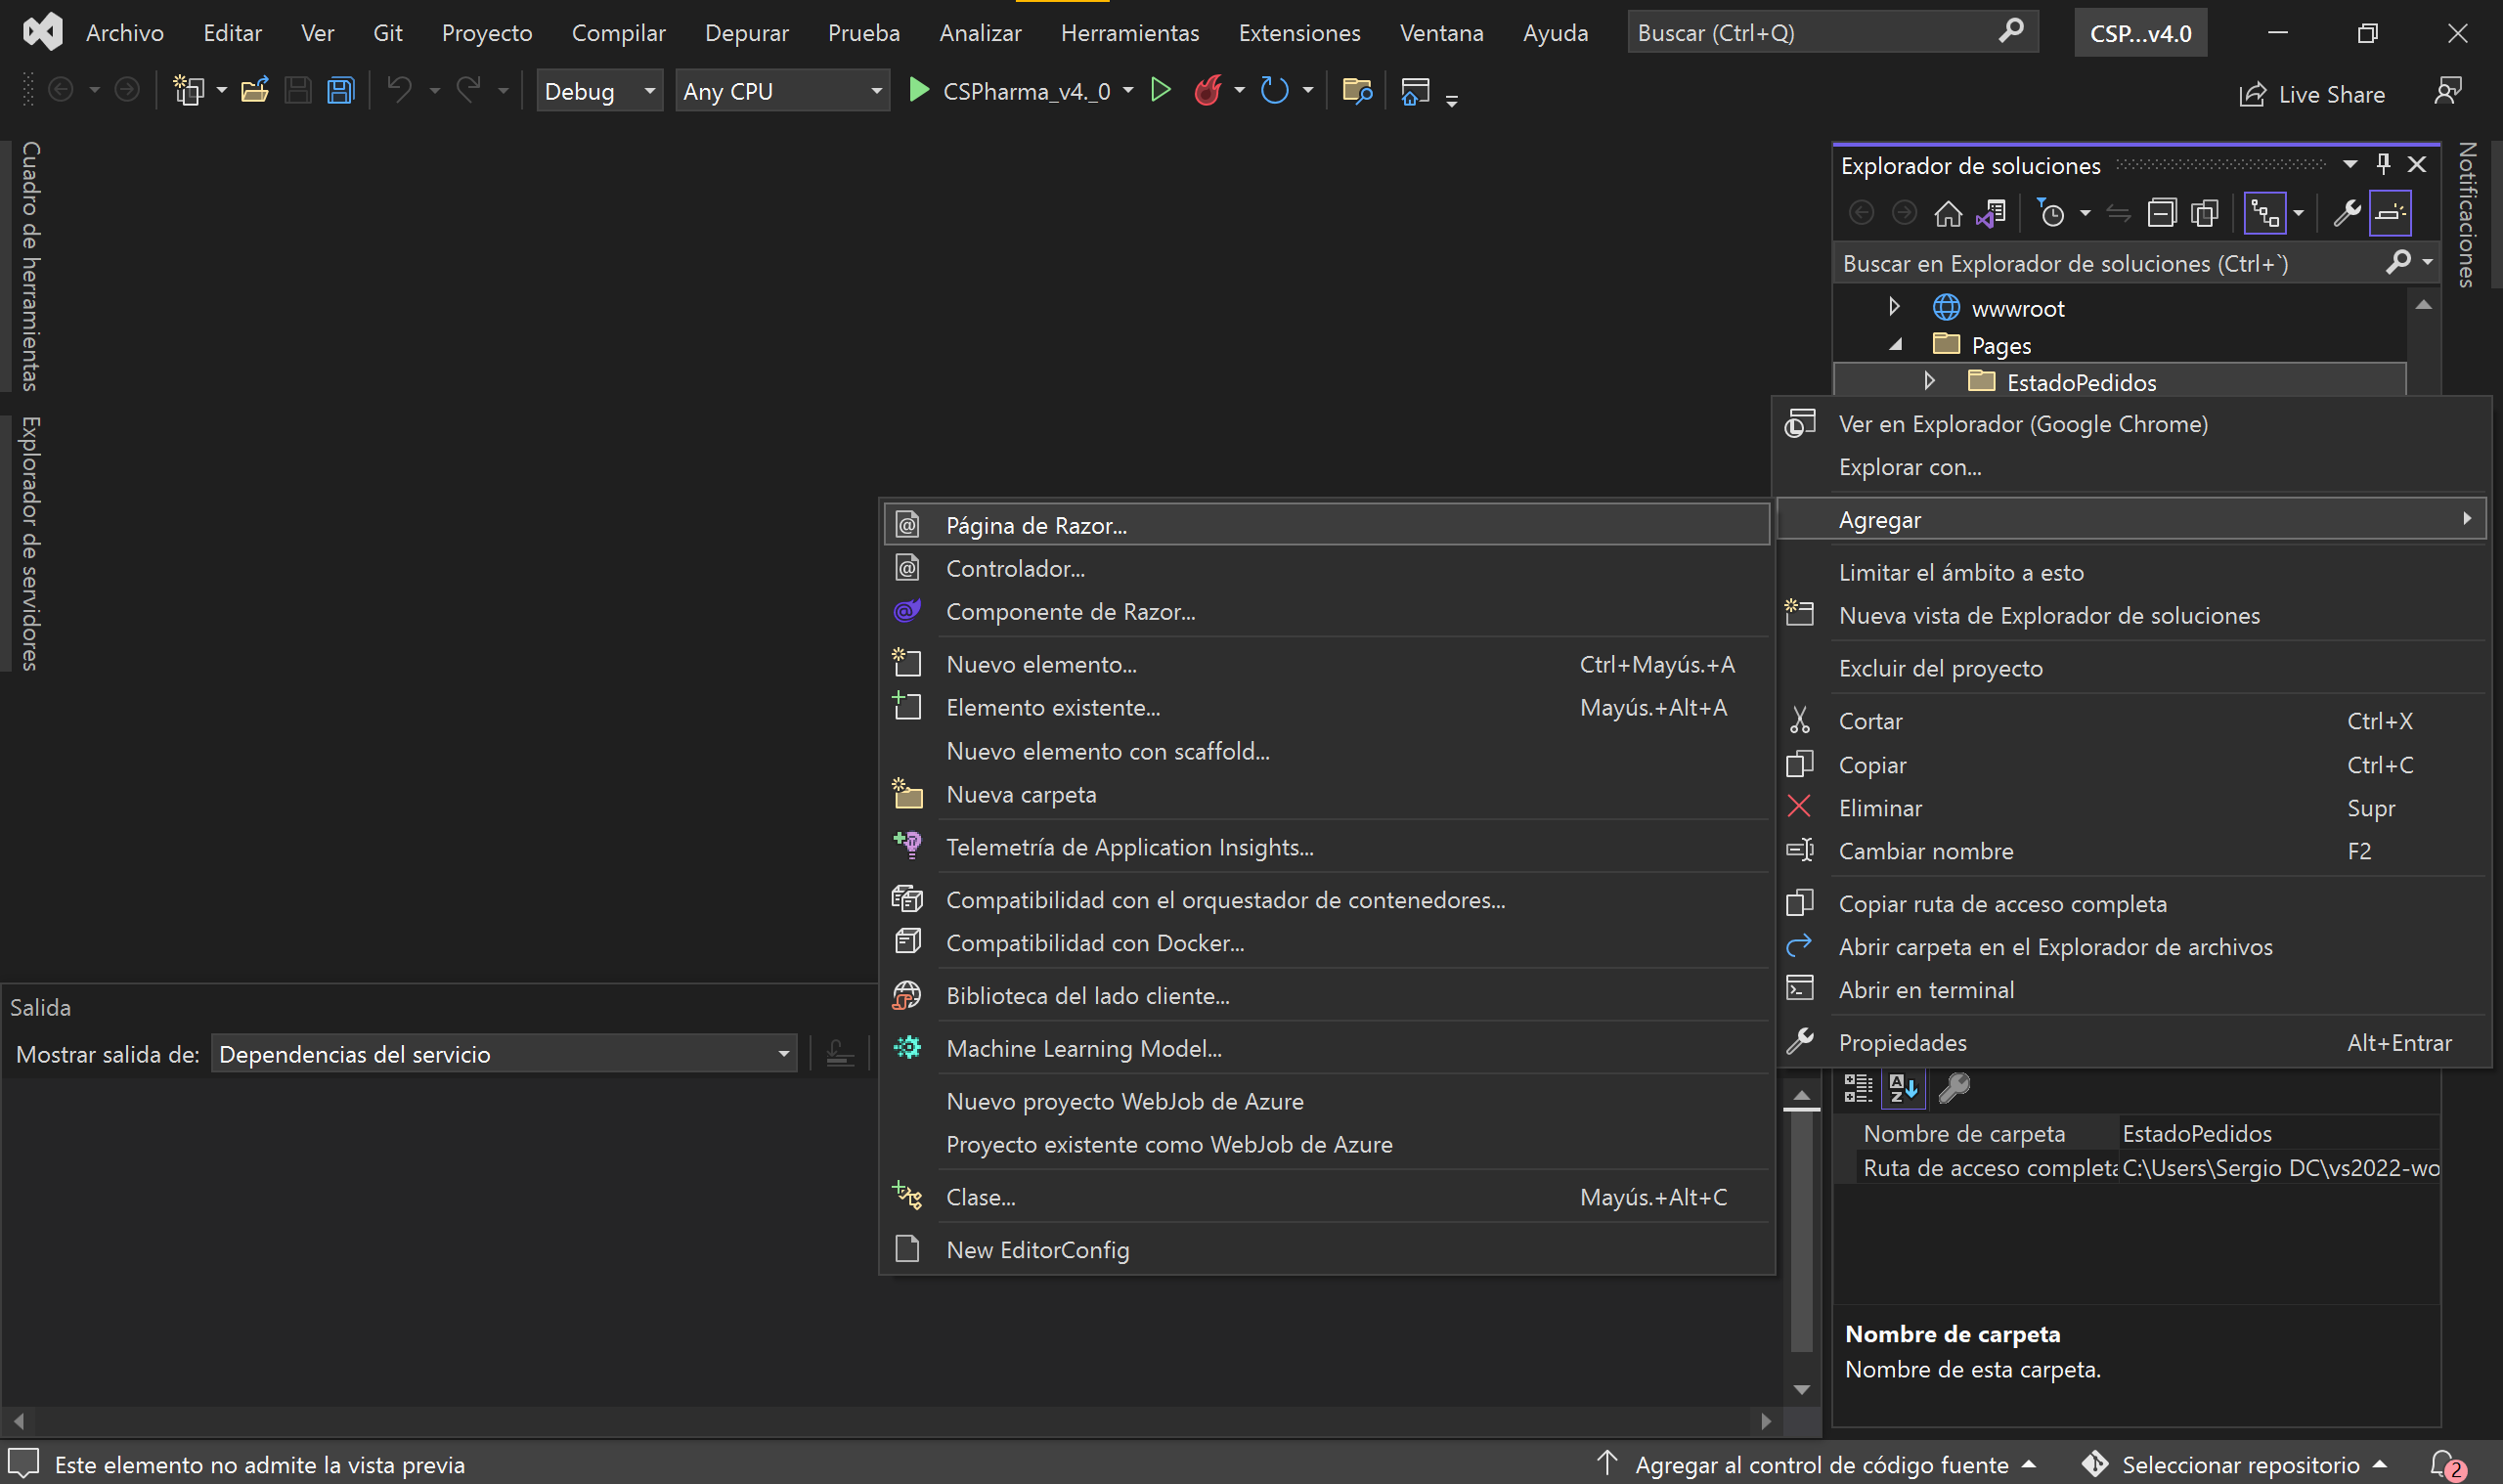 Archivo Editar Ver Git Proyecto Compilar Depurar Prueba Analizar Herramientas Extensiones Ventana Ayuda Buscar (Ctrl+Q) CSP...v4.0
Debug Any CPU CSPharma_v4._0 Live Share
Cuadro de herramientas
Explorador de servidores
Explorador de soluciones
Notificaciones
Buscar en Explorador de soluciones (Ctrl+`)
wwwroot
Pages
EstadoPedidos
Ver en Explorador (Google Chrome)
Explorar con...
Agregar
Limitar el ámbito a esto
Nueva vista de Explorador de soluciones
Excluir del proyecto
Cortar Ctrl+X
Copiar Ctrl+C
Eliminar Supr
Cambiar nombre F2
Copiar ruta de acceso completa
Abrir carpeta en el Explorador de archivos
Abrir en terminal
Propiedades Alt+Entrar
Página de Razor...
Controlador...
Componente de Razor...
Nuevo elemento... Ctrl+Mayús.+A
Elemento existente... Mayús.+Alt+A
Nuevo elemento con scaffold...
Nueva carpeta
Telemetría de Application Insights...
Compatibilidad con el orquestador de contenedores...
Compatibilidad con Docker...
Biblioteca del lado cliente...
Machine Learning Model...
Nuevo proyecto WebJob de Azure
Proyecto existente como WebJob de Azure
Clase... Mayús.+Alt+C
New EditorConfig
Salida
Mostrar salida de: Dependencias del servicio
Nombre de carpeta EstadoPedidos
Ruta de acceso completa C:\Users\Sergio DC\vs2022-wo
Nombre de carpeta
Nombre de esta carpeta.
Este elemento no admite la vista previa Agregar al control de código fuente Seleccionar repositorio 2